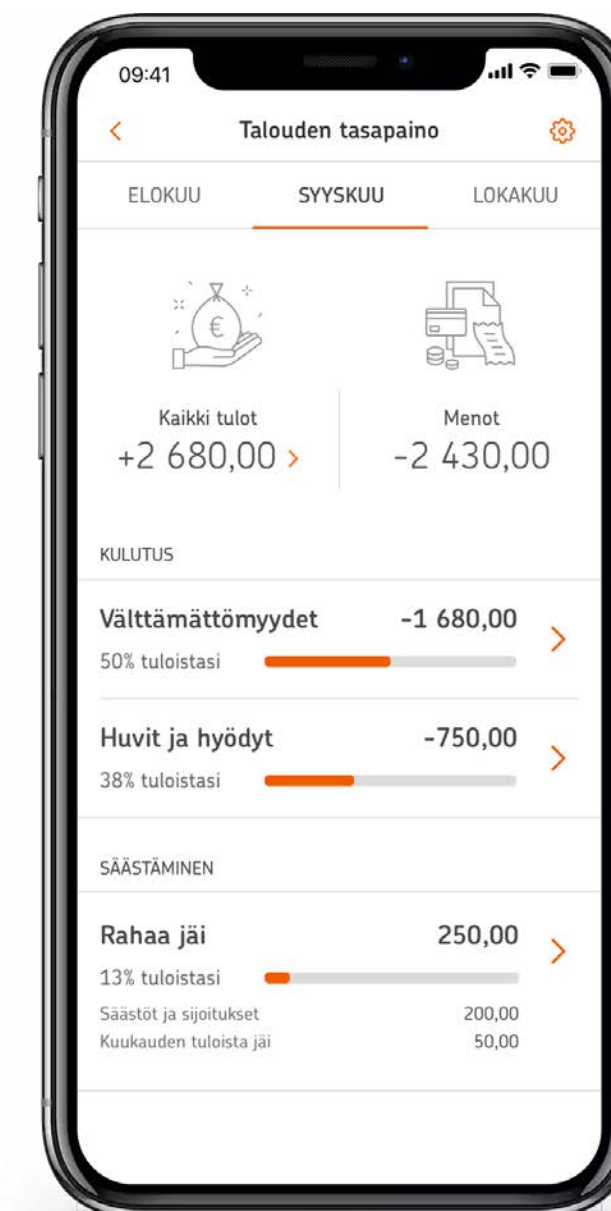 09:41
Talouden tasapaino
ELOKUU SYYSKUU LOKAKUU
€
Kaikki tulot Menot
+2 680,00 > -2 430,00
KULUTUS
Välttämättömyydet -1 680,00
50% tuloistasi
Huvit ja hyödyt -750,00
38% tuloistasi
SÄÄSTÄMINEN
Rahaa jäi 250,00
13% tuloistasi
Säästöt ja sijoitukset 200,00
Kuukauden tuloista jäi 50,00